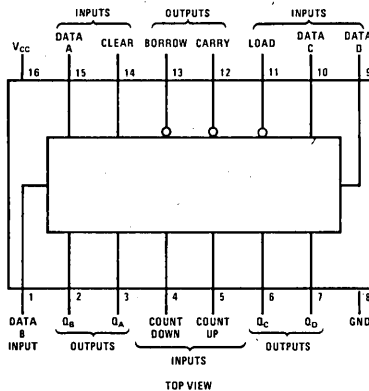 INPUTS OUTPUTS INPUTS
VCC DATA A CLEAR BORROW CARRY LOAD DATA C DATA D
16 15 14 13 12 11 10 9
1 2 3 4 5 6 7 8
DATA B INPUT QB QA COUNT DOWN COUNT UP QC QD GND
OUTPUTS INPUTS OUTPUTS
TOP VIEW